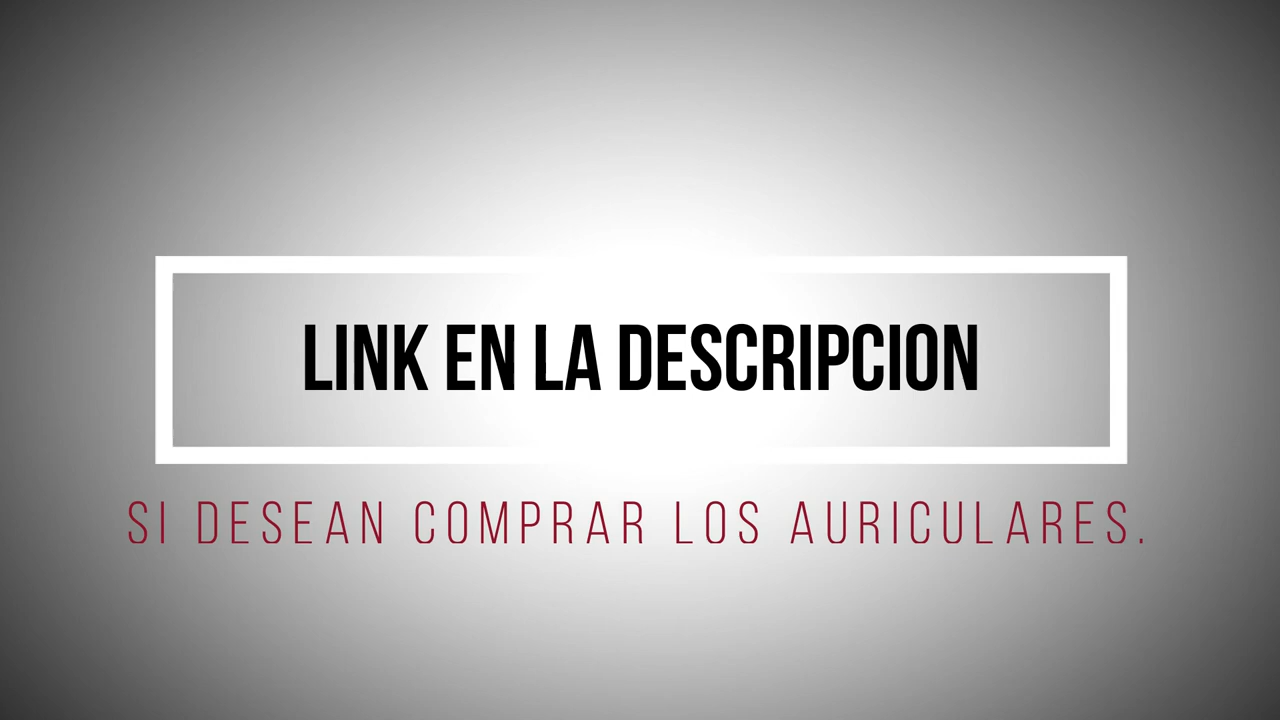 LINK EN LA DESCRIPCION
SI DESEAN COMPRAR LOS AURICULARES.